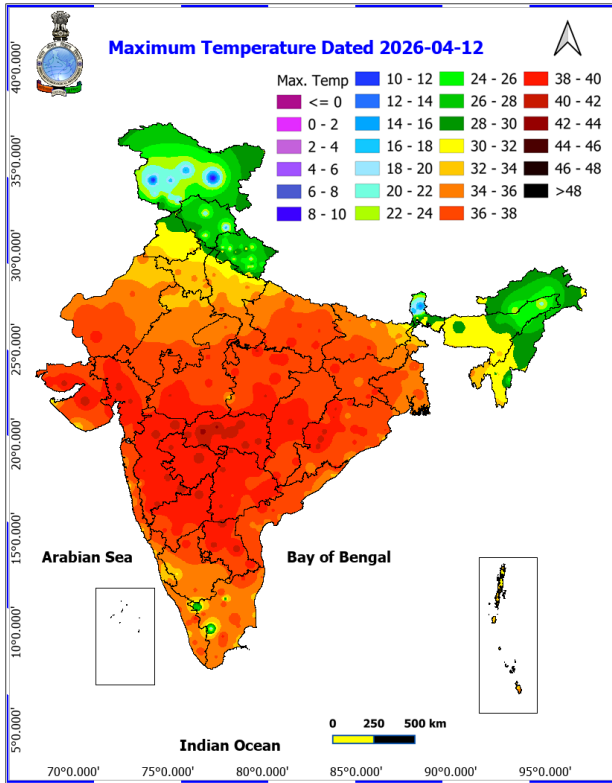 Maximum Temperature Dated 2026-04-12
Max. Temp
<= 0
0 - 2
2 - 4
4 - 6
6 - 8
8 - 10
10 - 12
12 - 14
14 - 16
16 - 18
18 - 20
20 - 22
22 - 24
24 - 26
26 - 28
28 - 30
30 - 32
32 - 34
34 - 36
36 - 38
38 - 40
40 - 42
42 - 44
44 - 46
46 - 48
>48
40°0.000'
35°0.000'
30°0.000'
25°0.000'
20°0.000'
15°0.000'
10°0.000'
5°0.000'
Arabian Sea
Bay of Bengal
Indian Ocean
0 250 500 km
70°0.000' 75°0.000' 80°0.000' 85°0.000' 90°0.000' 95°0.000'